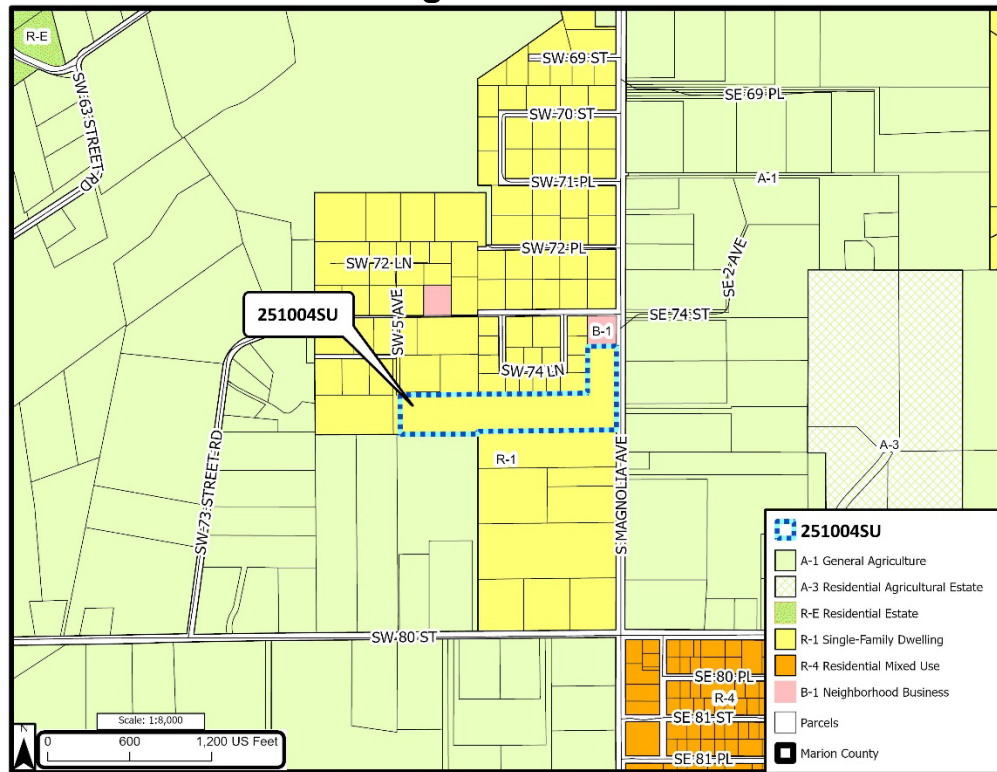 R-E
SW 63 STREET RD
SW 69 ST
SE 69 PL
SW 70 ST
SW 71 PL
A-1
SW 72 PL
SW 72 LN
SE 2 AVE
251004SU
SW 5 AVE
SE 74 ST
B-1
SW 74 LN
SW 73 STREET RD
S MAGNOLIA AVE
R-1
A-3
SW 80 ST
SE 80 PL
R-4
SE 81 ST
SE 81 PL
251004SU
A-1 General Agriculture
A-3 Residential Agricultural Estate
R-E Residential Estate
R-1 Single-Family Dwelling
R-4 Residential Mixed Use
B-1 Neighborhood Business
Parcels
Marion County
N
Scale: 1:8,000
0 600 1,200 US Feet